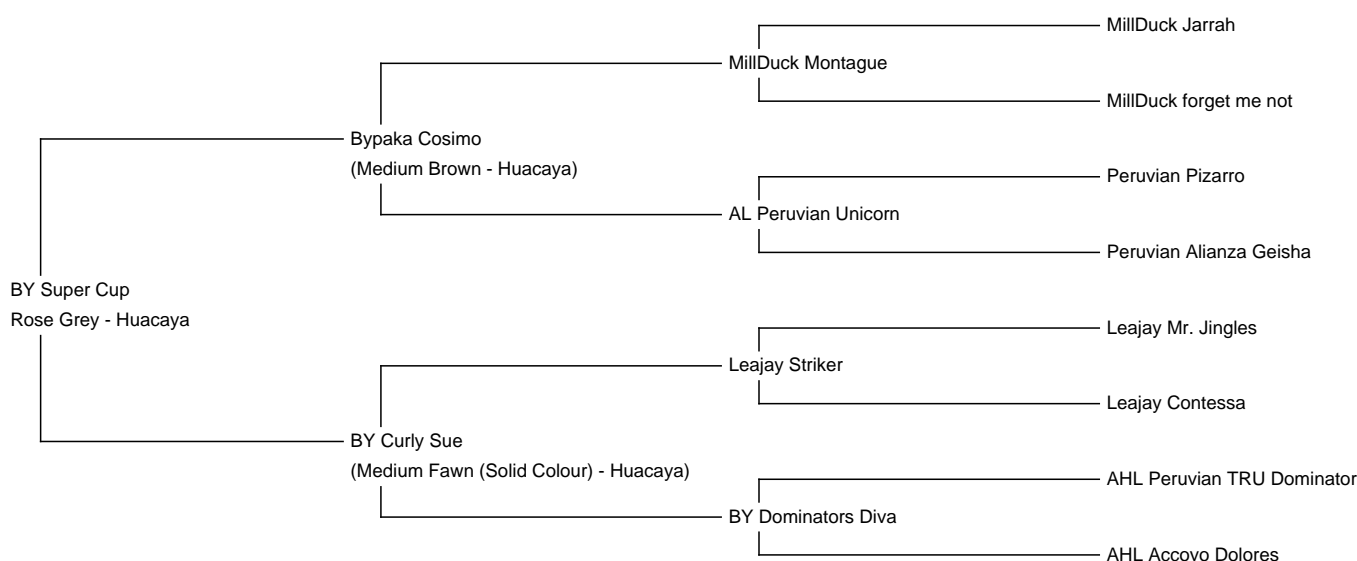 MillDuck Jarrah
MillDuck Montague
MillDuck forget me not
Bypaka Cosimo
(Medium Brown - Huacaya)
Peruvian Pizarro
AL Peruvian Unicorn
Peruvian Alianza Geisha
BY Super Cup
Rose Grey - Huacaya
Leajay Mr. Jingles
Leajay Striker
Leajay Contessa
BY Curly Sue
(Medium Fawn (Solid Colour) - Huacaya)
AHL Peruvian TRU Dominator
BY Dominators Diva
AHL Accoyo Dolores